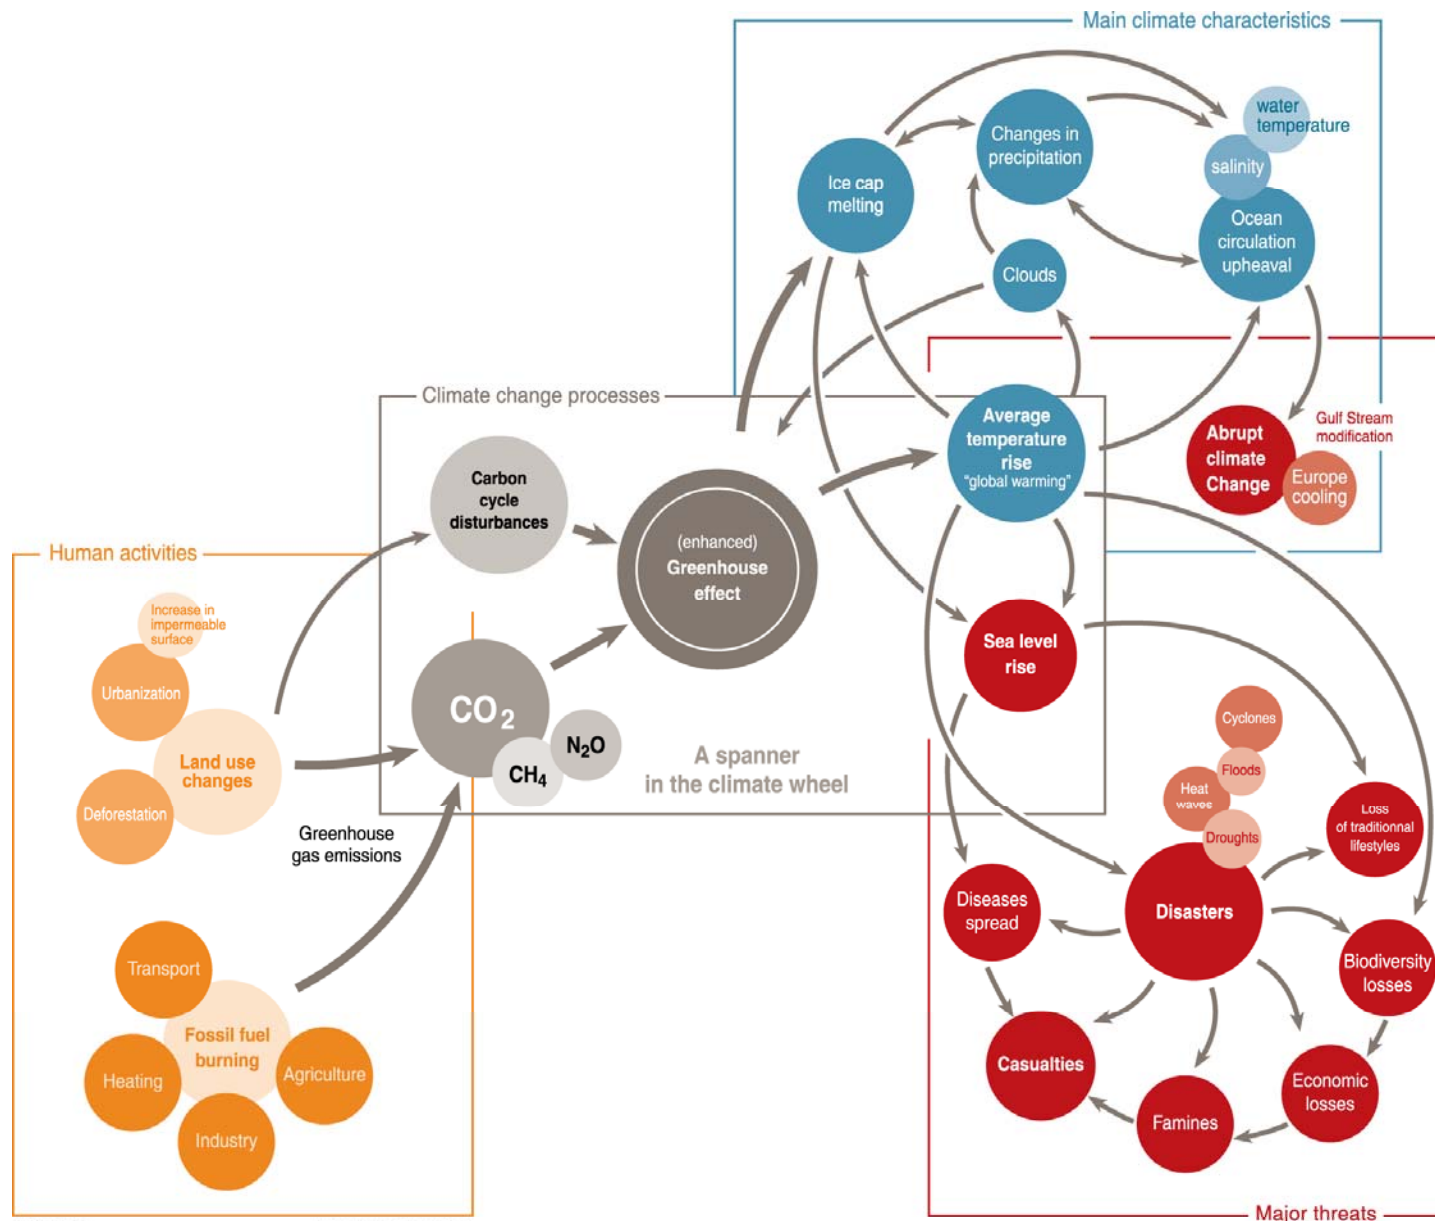 Main climate characteristics
water
temperature
Changes in
precipitation
salinity
Ice cap
melting
Ocean
circulation
upheaval
Clouds
Climate change processes
Average
temperature
rise
"global warming"
Gulf Stream
modification
Abrupt
climate
Change
Europe
cooling
Carbon
cycle
disturbances
(enhanced)
Greenhouse
effect
Human activities
Increase in
impermeable
surface
Urbanization
Land use
changes
Deforestation
CO2
CH4
N2O
A spanner
in the climate wheel
Sea level
rise
Greenhouse
gas emissions
Cyclones
Floods
Heat
waves
Droughts
Loss
of traditionnal
lifestyles
Diseases
spread
Disasters
Biodiversity
losses
Transport
Fossil fuel
burning
Heating
Agriculture
Industry
Casualties
Famines
Economic
losses
Major threats